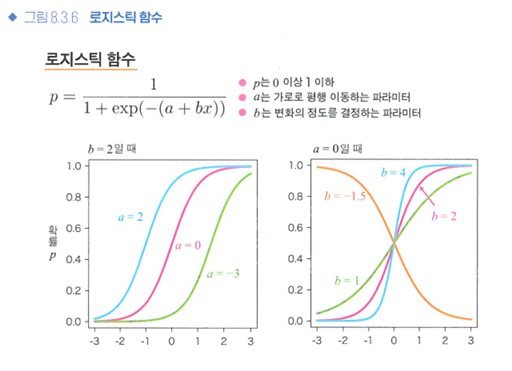 ◆ 그림 8.3.6 로지스틱 함수
로지스틱 함수
p = 1 / (1 + exp(−(a + bx)))
● p는 0 이상 1 이하
● a는 가로로 평행 이동하는 파라미터
● b는 변화의 정도를 결정하는 파라미터
b = 2일 때
확률 p
1.0
0.8
0.6
0.4
0.2
0.0
a = 2
a = 0
a = −3
-3 -2 -1 0 1 2 3
a = 0일 때
1.0
0.8
0.6
0.4
0.2
0.0
b = 4
b = −1.5
b = 2
b = 1
-3 -2 -1 0 1 2 3